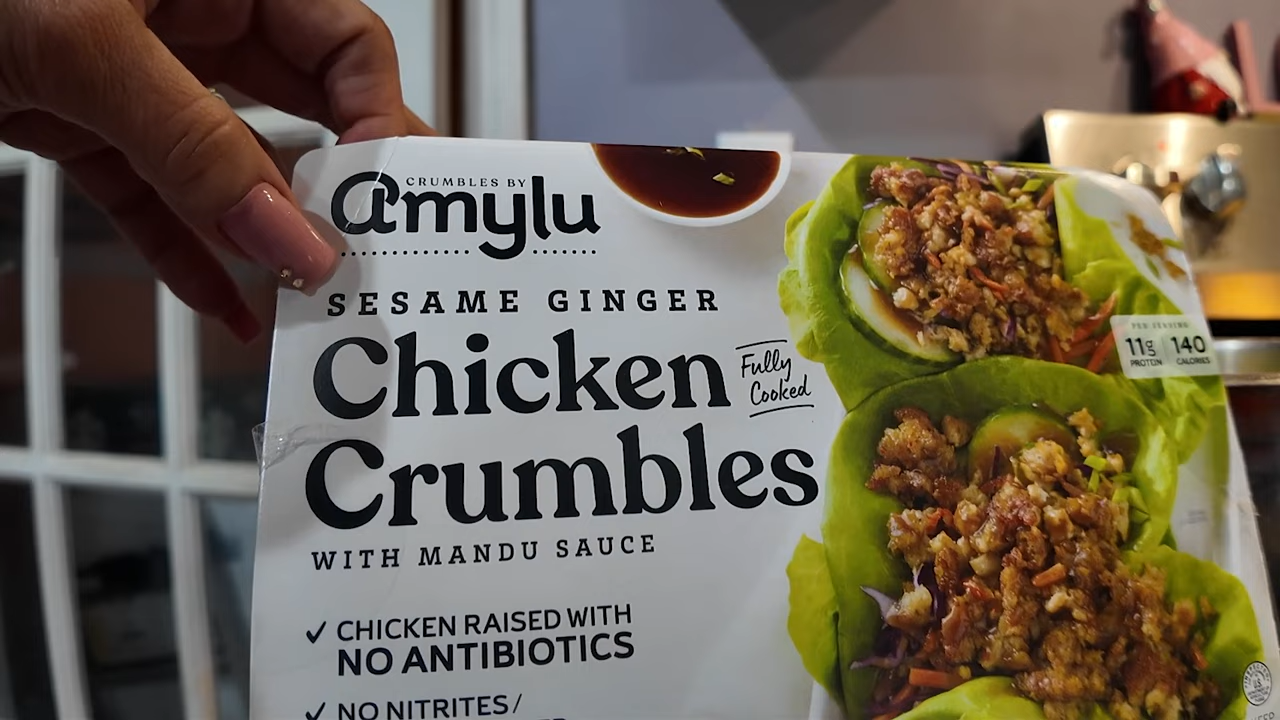 CRUMBLES BY
amylu
SESAME GINGER
Chicken
Fully
Cooked
Crumbles
WITH MANDU SAUCE
✓ CHICKEN RAISED WITH
NO ANTIBIOTICS
✓ NO NITRITES/
PER SERVING
11g 140
PROTEIN CALORIES